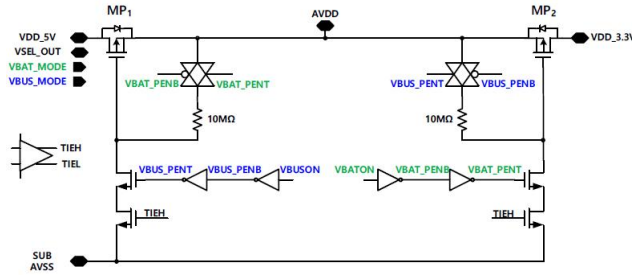 MP1
AVDD
MP2
VDD_5V
VDD_3.3V
VSEL_OUT
VBAT_MODE
VBUS_MODE
VBAT_PENB
VBAT_PENT
VBUS_PENT
VBUS_PENB
10MΩ
10MΩ
TIEH
TIEL
VBUS_PENT
VBUS_PENB
VBUSON
VBATON
VBAT_PENB
VBAT_PENT
TIEH
TIEH
SUB
AVSS